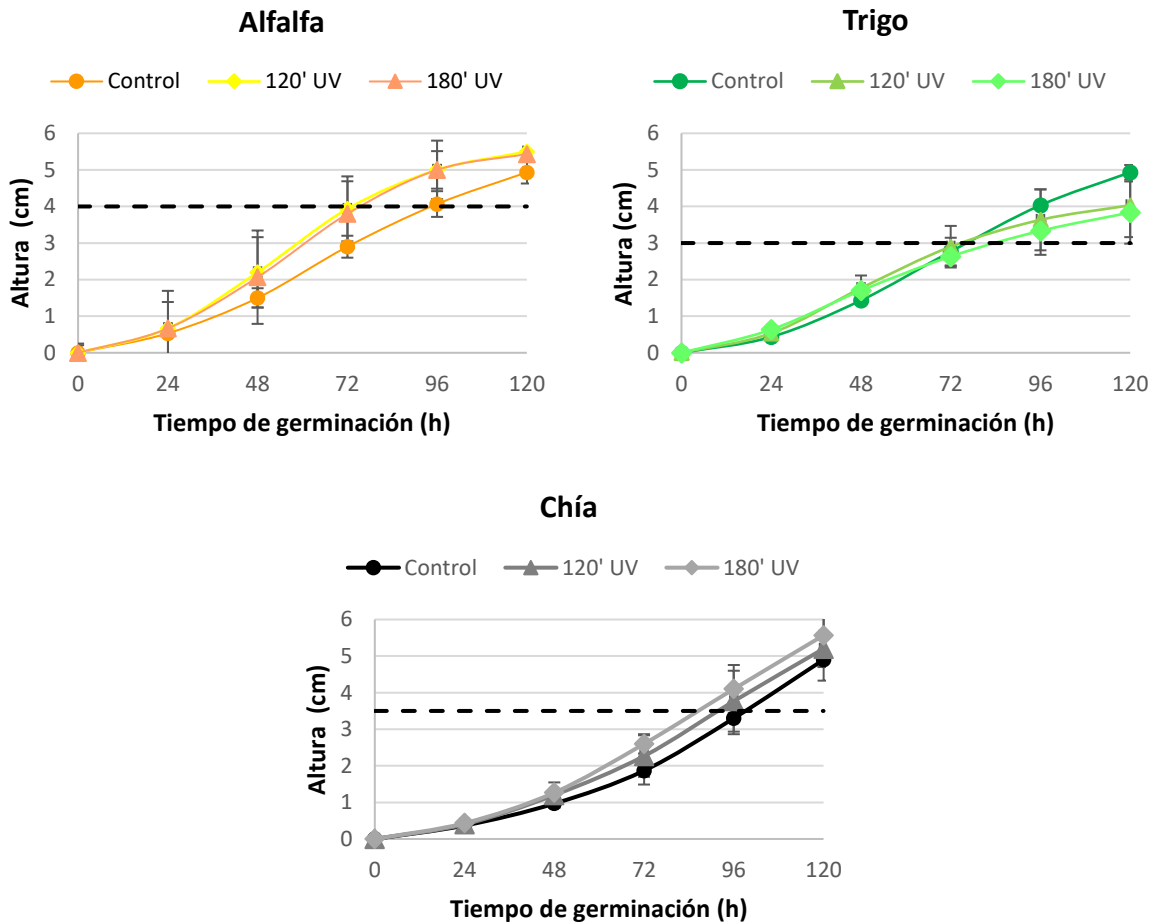 Alfalfa
Control 120' UV 180' UV
Altura (cm)
6
5
4
3
2
1
0
0 24 48 72 96 120
Tiempo de germinación (h)
Trigo
Control 120' UV 180' UV
Altura (cm)
6
5
4
3
2
1
0
0 24 48 72 96 120
Tiempo de germinación (h)
Chía
Control 120' UV 180' UV
Altura (cm)
6
5
4
3
2
1
0
0 24 48 72 96 120
Tiempo de germinación (h)